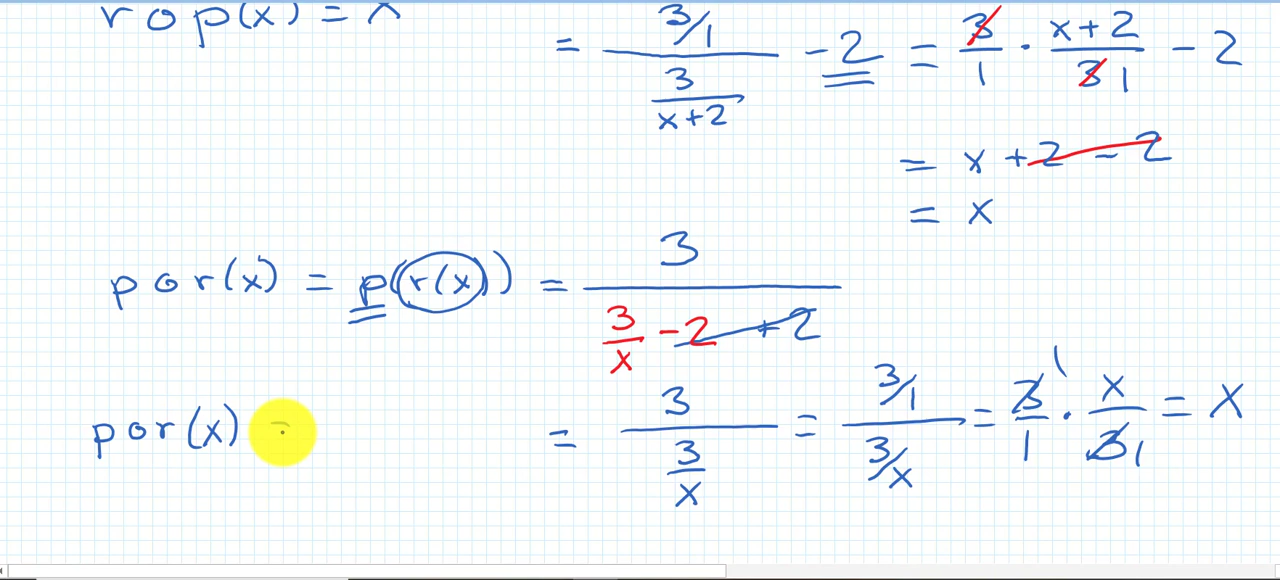 r o p(x) = x
= 3/1 / (3/(x+2)) - 2 = 3/1 · (x+2)/3 1 - 2
= x + 2 - 2
= x
p o r(x) = p(r(x)) = 3 / (3/x - 2 + 2)
p o r(x) = = 3 / (3/x) = 3/1 / 3/x = 3/1 1 · x/3 1 = x